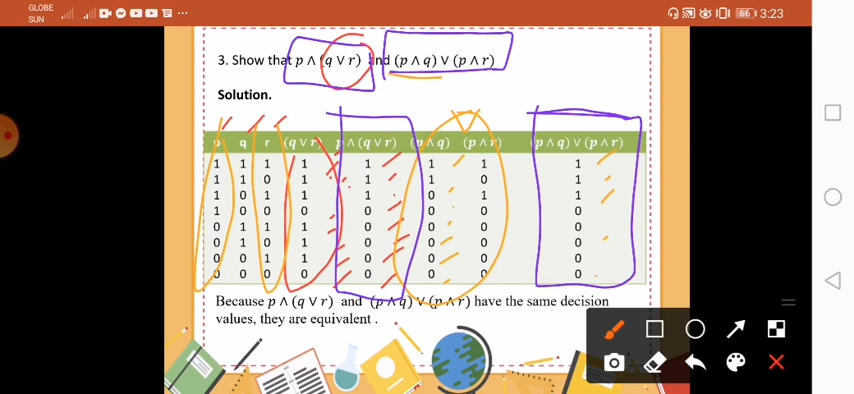 GLOBE
SUN
...
66
3:23
3. Show that p ∧ (q ∨ r) and (p ∧ q) ∨ (p ∧ r)
Solution.
p q r (q ∨ r) p ∧ (q ∨ r) (p ∧ q) (p ∧ r) (p ∧ q) ∨ (p ∧ r)
1 1 1 1 1 1 1 1
1 1 0 1 1 1 0 1
1 0 1 1 1 0 1 1
1 0 0 0 0 0 0 0
0 1 1 1 0 0 0 0
0 1 0 1 0 0 0 0
0 0 1 1 0 0 0 0
0 0 0 0 0 0 0 0
Because p ∧ (q ∨ r) and (p ∧ q) ∨ (p ∧ r) have the same decision
values, they are equivalent .